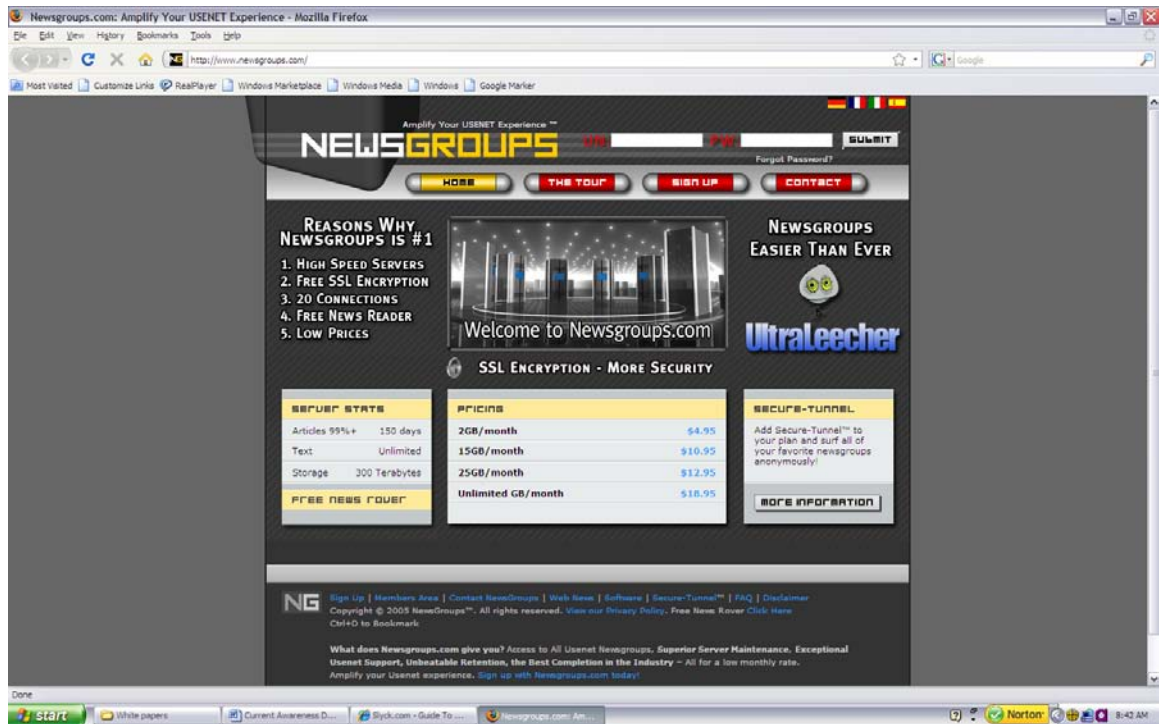 Newsgroups.com: Amplify Your USENET Experience - Mozilla Firefox
File Edit View History Bookmarks Tools Help
http://www.newsgroups.com/
Google
Most Visited Customize Links RealPlayer Windows Marketplace Windows Media Windows Google Marker
Amplify Your USENET Experience ™
NEWSGROUPS
UN: PW: SUBMIT
Forgot Password?
HOME THE TOUR SIGN UP CONTACT
REASONS WHY
NEWSGROUPS IS #1
1. HIGH SPEED SERVERS
2. FREE SSL ENCRYPTION
3. 20 CONNECTIONS
4. FREE NEWS READER
5. LOW PRICES
Welcome to Newsgroups.com
SSL ENCRYPTION - MORE SECURITY
NEWSGROUPS
EASIER THAN EVER
UltraLeecher
SERVER STATS
Articles 99%+ 150 days
Text Unlimited
Storage 300 Terabytes
FREE NEWS ROVER
PRICING
2GB/month $4.95
15GB/month $10.95
25GB/month $12.95
Unlimited GB/month $18.95
SECURE-TUNNEL
Add Secure-Tunnel™ to
your plan and surf all of
your favorite newsgroups
anonymously!
MORE INFORMATION
NG
Sign Up | Members Area | Contact NewsGroups | Web News | Software | Secure-Tunnel™ | FAQ | Disclaimer
Copyright © 2005 NewsGroups™. All rights reserved. View our Privacy Policy. Free News Rover Click Here
Ctrl+D to Bookmark
What does Newsgroups.com give you? Access to All Usenet Newsgroups. Superior Server Maintenance. Exceptional
Usenet Support, Unbeatable Retention, the Best Completion in the Industry – All for a low monthly rate.
Amplify your Usenet experience. Sign up with Newsgroups.com today!
Done
start White papers Current Awareness D... Slyck.com - Guide To ... Newsgroups.com: Am... Norton 8:42 AM